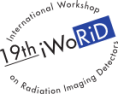 International Workshop
19th iWoRiD
on Radiation Imaging Detectors